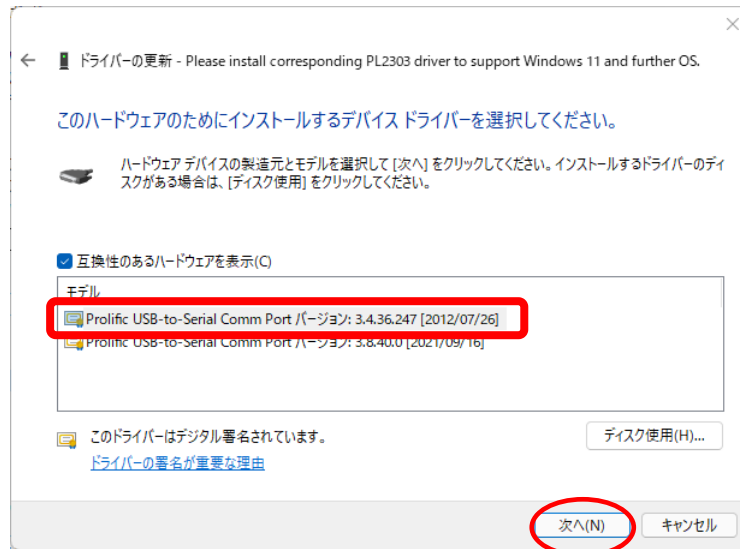 ドライバーの更新 - Please install corresponding PL2303 driver to support Windows 11 and further OS.
このハードウェアのためにインストールするデバイス ドライバーを選択してください。
ハードウェア デバイスの製造元とモデルを選択して [次へ] をクリックしてください。インストールするドライバーのディ
スクがある場合は、[ディスク使用] をクリックしてください。
互換性のあるハードウェアを表示(C)
モデル
Prolific USB-to-Serial Comm Port バージョン: 3.4.36.247 [2012/07/26]
Prolific USB-to-Serial Comm Port バージョン: 3.8.40.0 [2021/09/16]
このドライバーはデジタル署名されています。
ディスク使用(H)...
ドライバーの署名が重要な理由
次へ(N)
キャンセル